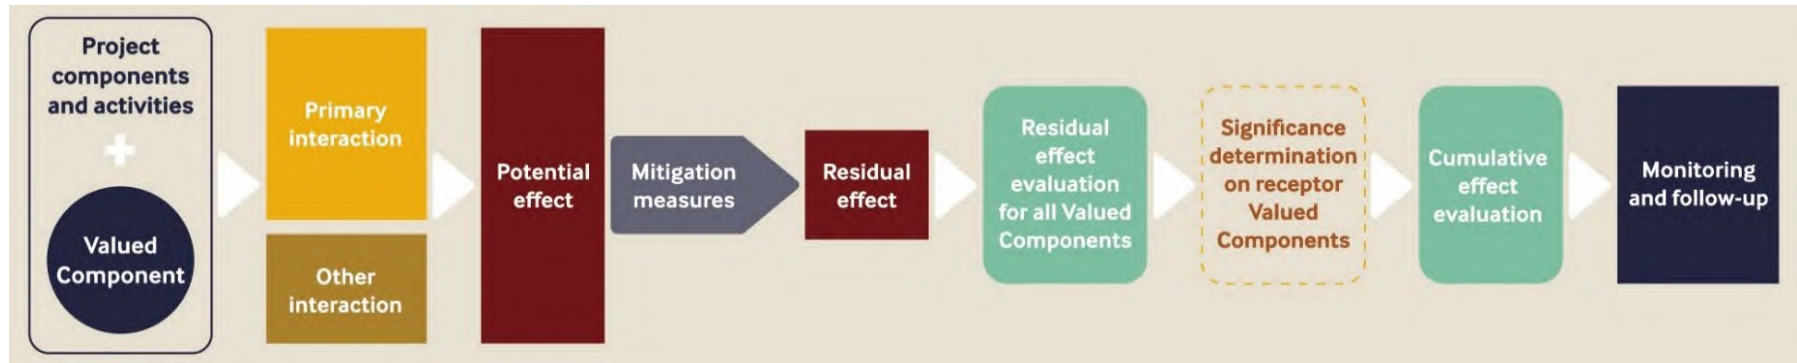 Project
components
and activities
+
Valued
Component
Primary
interaction
Other
interaction
Potential
effect
Mitigation
measures
Residual
effect
Residual
effect
evaluation
for all Valued
Components
Significance
determination
on receptor
Valued
Components
Cumulative
effect
evaluation
Monitoring
and follow-up